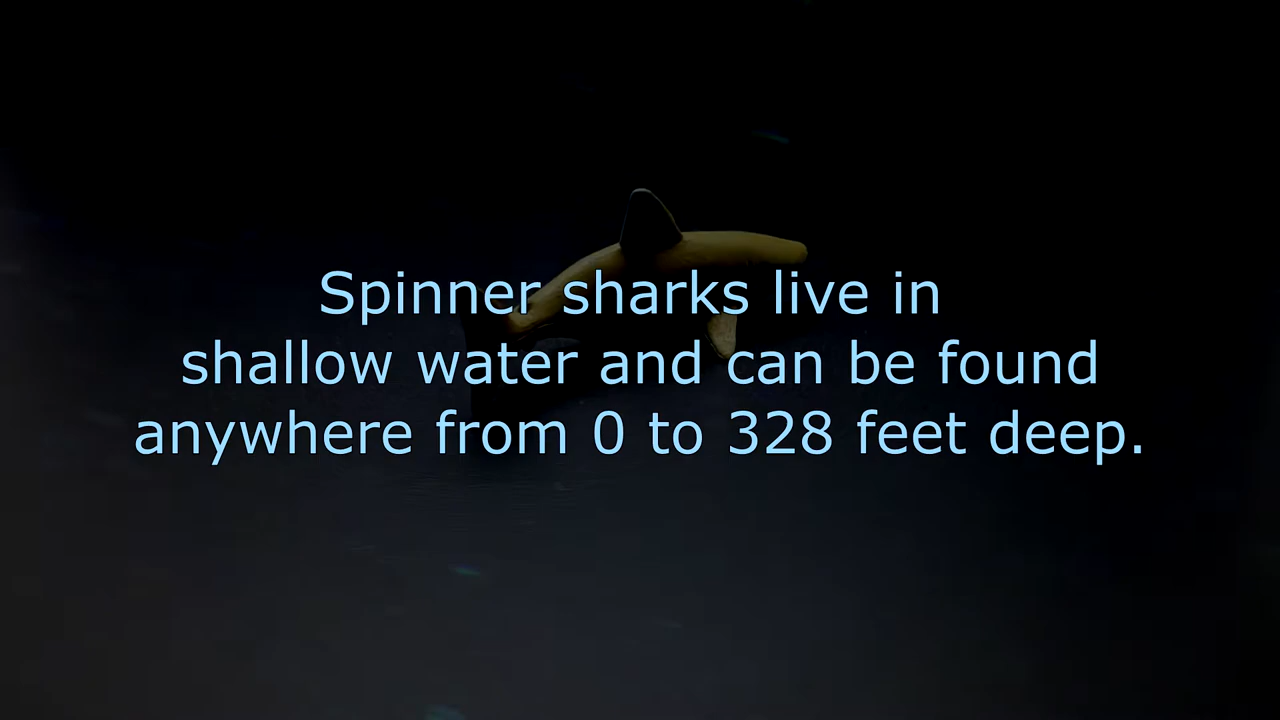 Spinner sharks live in
shallow water and can be found
anywhere from 0 to 328 feet deep.